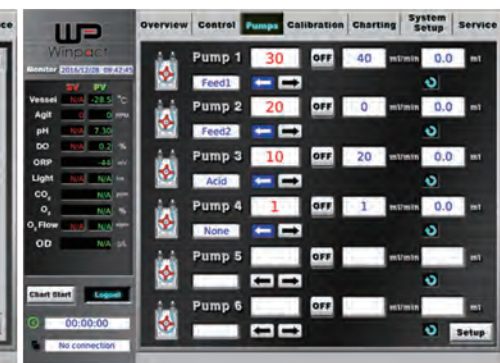 ce
WP
Winpact
Monitor 2016/12/28 09:42:45
SV PV
Vessel N/A -28.5 °C
Agit 0 0 RPM
pH N/A 7.30
DO N/A 0.2 %
ORP -44 mV
Light N/A N/A
CO₂ N/A
O₂ N/A %
O₂ Flow N/A N/A
OD N/A
Chart Start Logout
00:00:00
No connection
Overview Control Pumps Calibration Charting System Setup Service
Pump 1 30 OFF 40 ml/min 0.0 ml
Feed1
Pump 2 20 OFF 0 ml/min 0.0 ml
Feed2
Pump 3 10 OFF 20 ml/min 0.0 ml
Acid
Pump 4 1 OFF 1 ml/min 0.0 ml
None
Pump 5 OFF ml/min ml
Pump 6 OFF ml/min ml
Setup